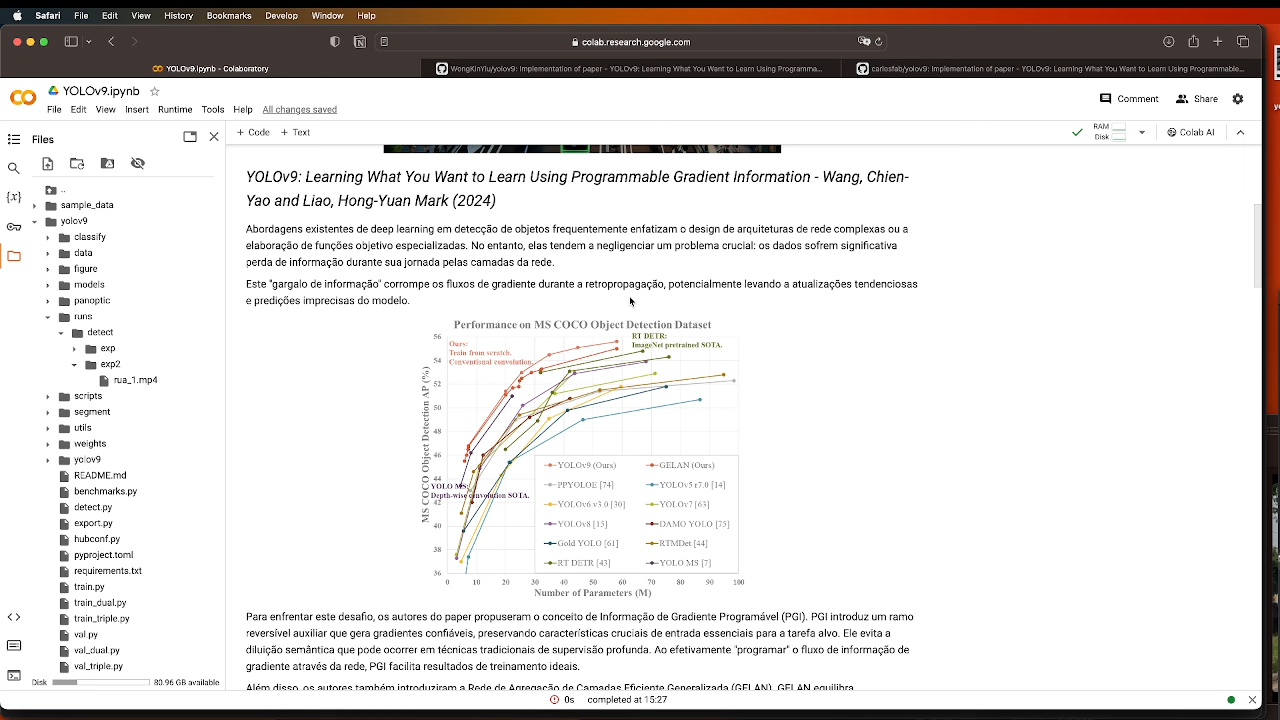 Safari File Edit View History Bookmarks Develop Window Help
colab.research.google.com
YOLOv9.ipynb - Colaboratory
WongKinYiu/yolov9: Implementation of paper - YOLOv9: Learning What You Want to Learn Using Programma...
carlosfab/yolov9: Implementation of paper - YOLOv9: Learning What You Want to Learn Using Programmable...
YOLOv9.ipynb
Comment Share
File Edit View Insert Runtime Tools Help All changes saved
Files
+ Code + Text
RAM
Disk
Colab AI
..
sample_data
yolov9
classify
data
figure
models
panoptic
runs
detect
exp
exp2
rua_1.mp4
scripts
segment
utils
weights
yolov9
README.md
benchmarks.py
detect.py
export.py
hubconf.py
pyproject.toml
requirements.txt
train.py
train_dual.py
train_triple.py
val.py
val_dual.py
val_triple.py
Disk 80.96 GB available
YOLOv9: Learning What You Want to Learn Using Programmable Gradient Information - Wang, Chien-
Yao and Liao, Hong-Yuan Mark (2024)
Abordagens existentes de deep learning em detecção de objetos frequentemente enfatizam o design de arquiteturas de rede complexas ou a
elaboração de funções objetivo especializadas. No entanto, elas tendem a negligenciar um problema crucial: os dados sofrem significativa
perda de informação durante sua jornada pelas camadas da rede.
Este "gargalo de informação" corrompe os fluxos de gradiente durante a retropropagação, potencialmente levando a atualizações tendenciosas
e predições imprecisas do modelo.
Performance on MS COCO Object Detection Dataset
MS COCO Object Detection AP (%)
56
54
52
50
48
46
44
42
40
38
36
Ours:
Train from scratch.
Conventional convolution.
RT DETR:
ImageNet pretrained SOTA.
YOLO MS:
Depth-wise convolution SOTA.
YOLOv9 (Ours) GELAN (Ours)
PPYOLOE [74] YOLOv5 r7.0 [14]
YOLOv6 v3.0 [30] YOLOv7 [63]
YOLOv8 [15] DAMO YOLO [75]
Gold YOLO [61] RTMDet [44]
RT DETR [43] YOLO MS [7]
0 10 20 30 40 50 60 70 80 90 100
Number of Parameters (M)
Para enfrentar este desafio, os autores do paper propuseram o conceito de Informação de Gradiente Programável (PGI). PGI introduz um ramo
reversível auxiliar que gera gradientes confiáveis, preservando características cruciais de entrada essenciais para a tarefa alvo. Ele evita a
diluição semântica que pode ocorrer em técnicas tradicionais de supervisão profunda. Ao efetivamente "programar" o fluxo de informação de
gradiente através da rede, PGI facilita resultados de treinamento ideais.
Além disso, os autores também introduziram a Rede de Agregação de Camadas Eficiente Generalizada (GELAN). GELAN equilibra
0s completed at 15:27